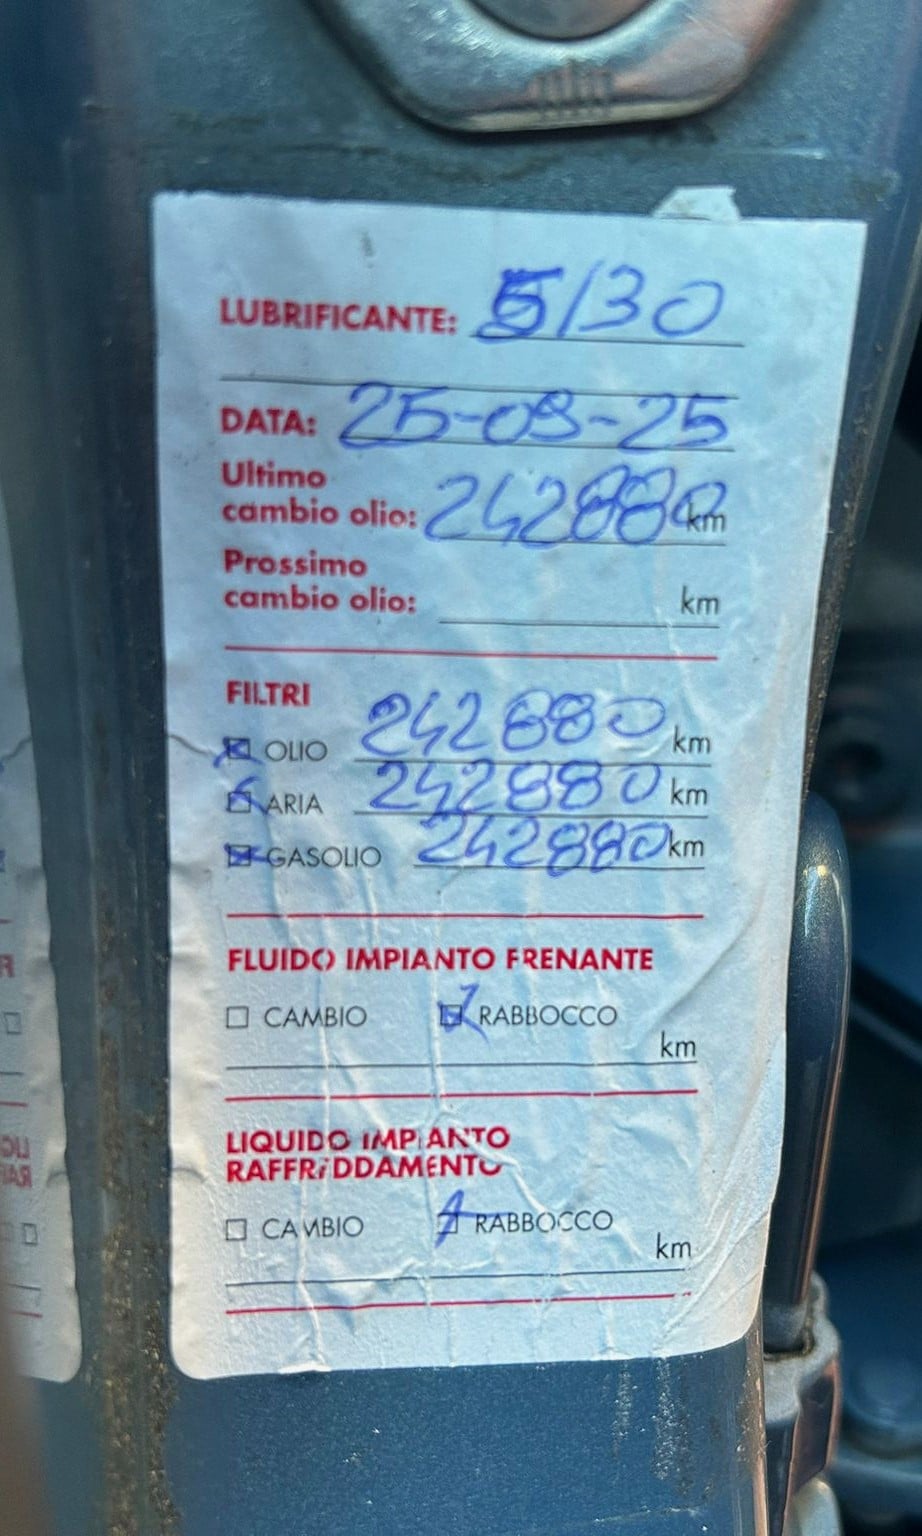 LUBRIFICANTE: 5/30
DATA: 25-09-25
Ultimo
cambio olio: 242880 km
Prossimo
cambio olio: km
FILTRI
OLIO 242880 km
ARIA 242880 km
GASOLIO 242880 km
FLUIDO IMPIANTO FRENANTE
CAMBIO RABBOCCO
km
LIQUIDO IMPIANTO
RAFFREDDAMENTO
CAMBIO RABBOCCO
km